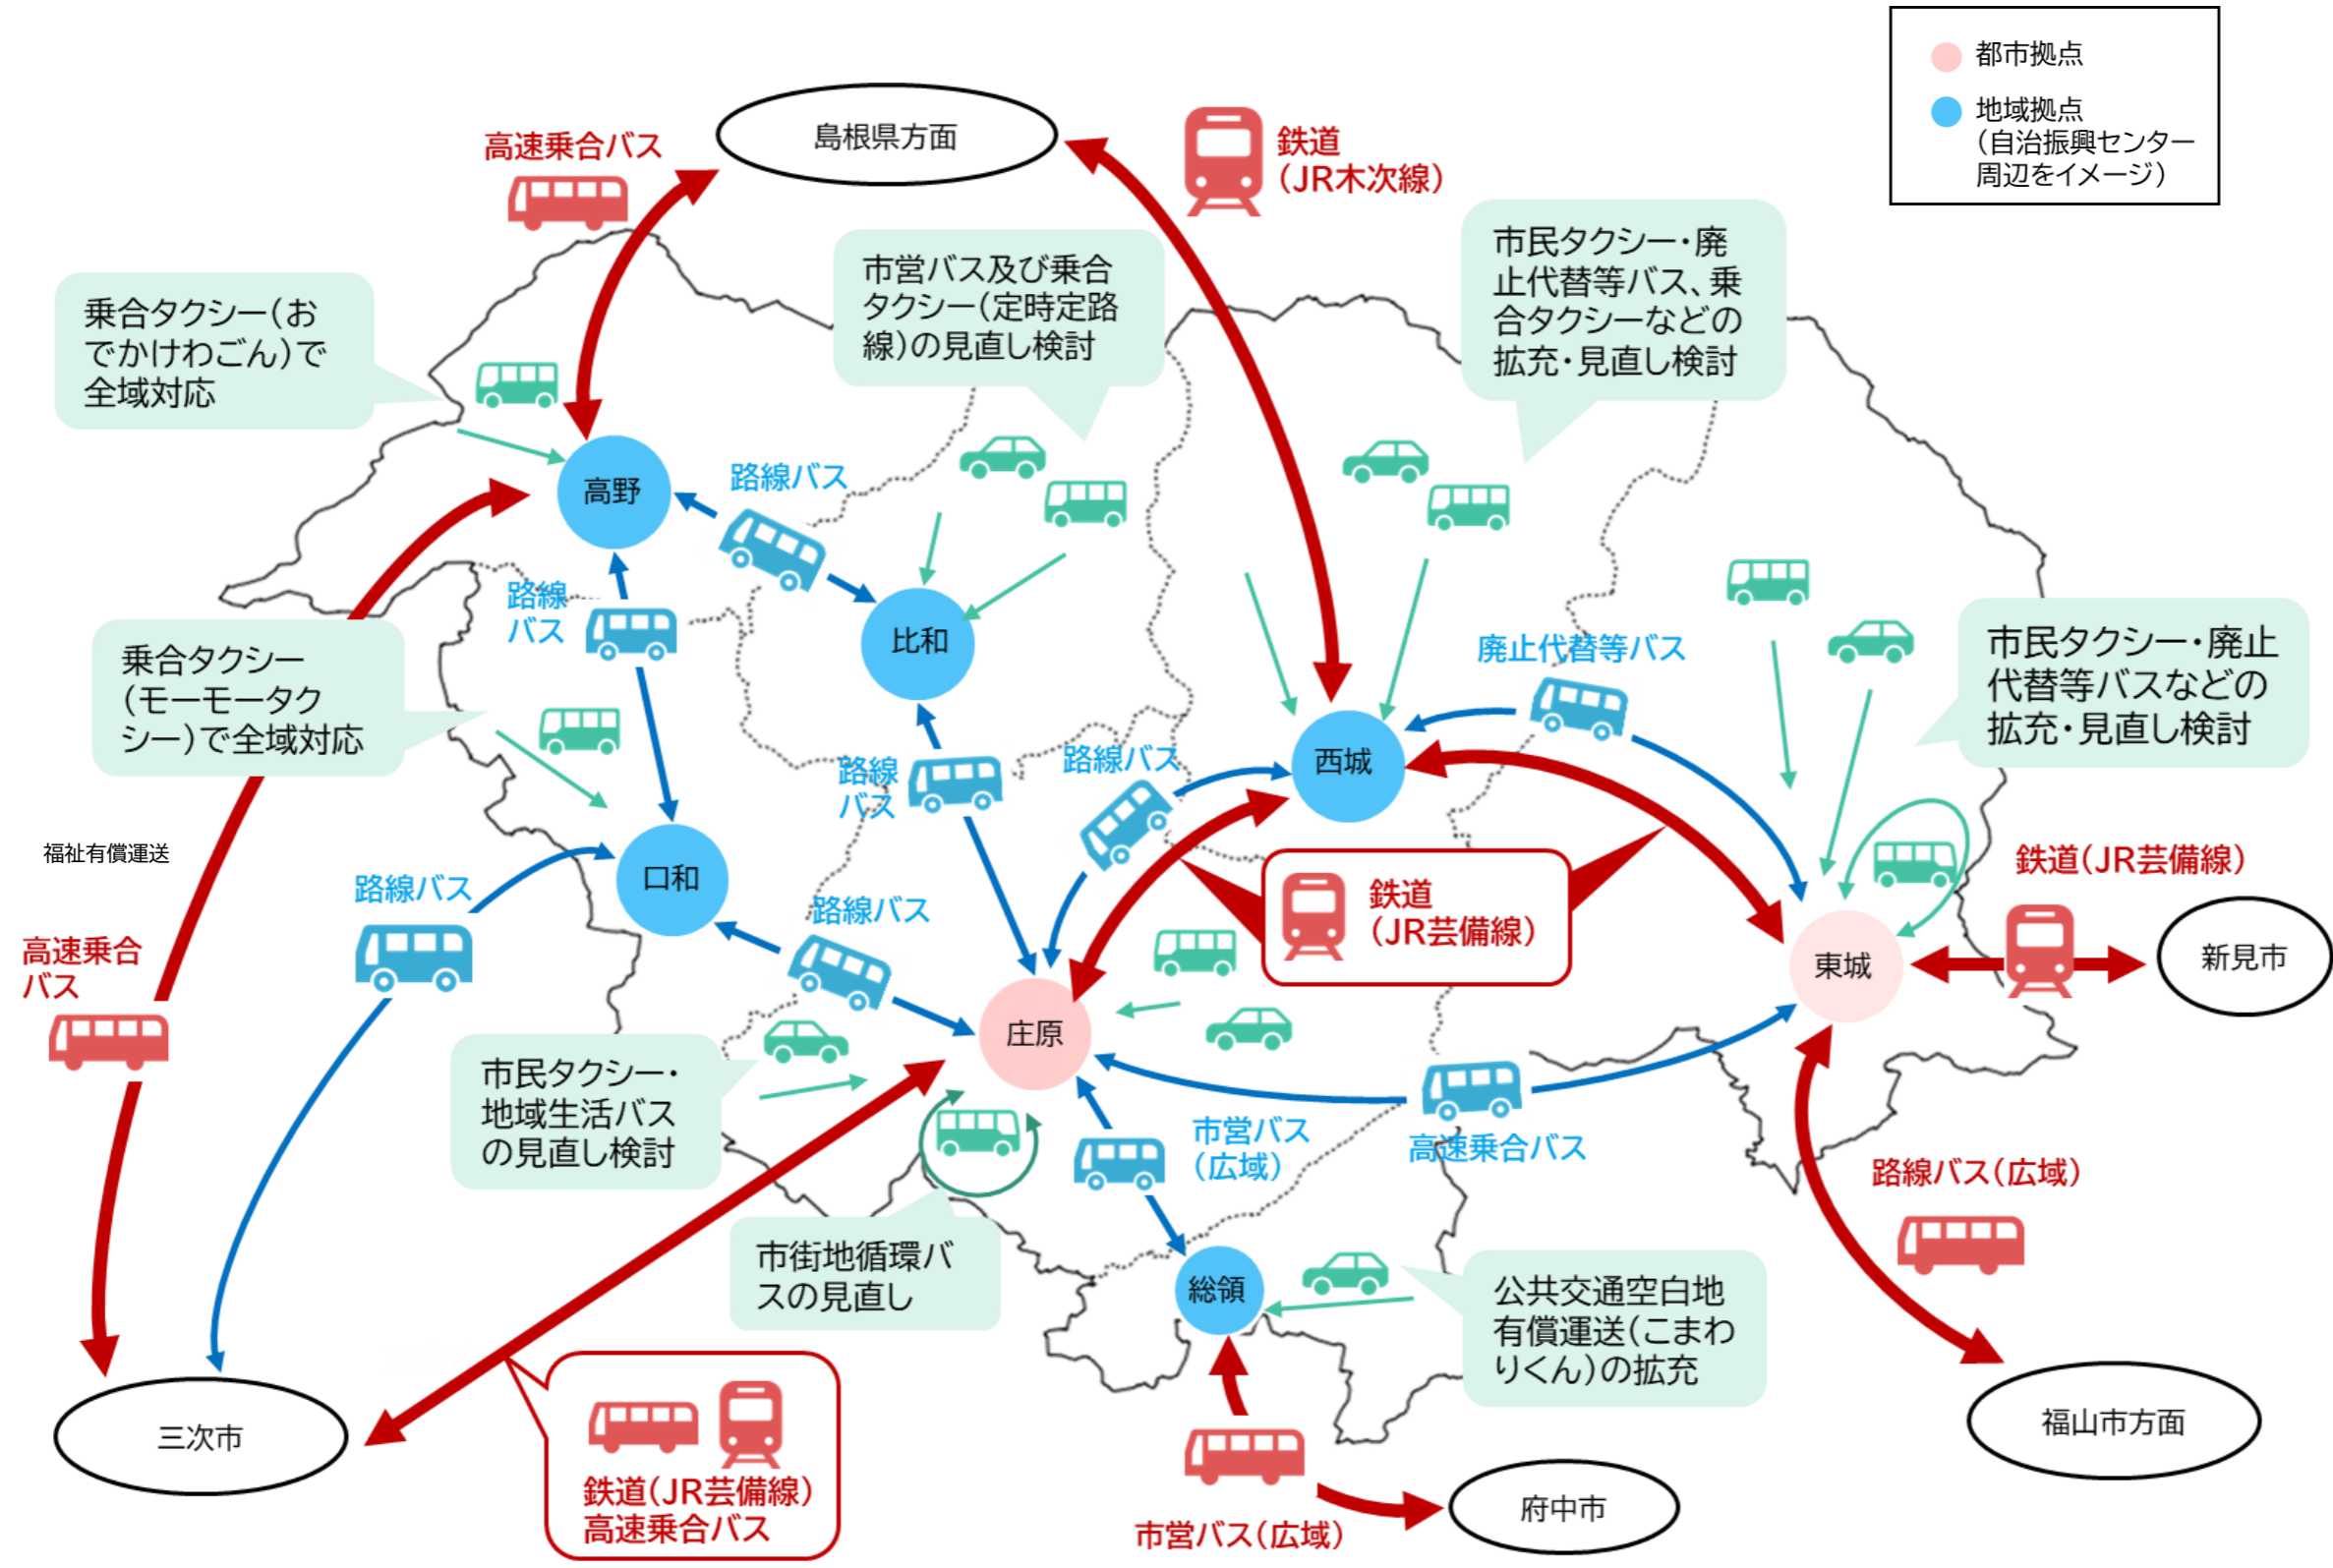 都市拠点
地域拠点
（自治振興センター
周辺をイメージ）
島根県方面
高速乗合バス
鉄道
（JR木次線）
市民タクシー・廃
止代替等バス、乗
合タクシーなどの
拡充・見直し検討
市営バス及び乗合
タクシー（定時定路
線）の見直し検討
乗合タクシー（お
でかけわごん）で
全域対応
高野
路線バス
路線
バス
比和
廃止代替等バス
市民タクシー・廃止
代替等バスなどの
拡充・見直し検討
乗合タクシー
（モーモータク
シー）で全域対応
路線
バス
路線バス
西城
福祉有償運送
口和
路線バス
路線バス
鉄道
（JR芸備線）
鉄道（JR芸備線）
高速乗合
バス
東城
新見市
庄原
市民タクシー・
地域生活バス
の見直し検討
市営バス
（広域）
高速乗合バス
路線バス（広域）
市街地循環バ
スの見直し
総領
公共交通空白地
有償運送（こまわ
りくん）の拡充
三次市
鉄道（JR芸備線）
高速乗合バス
市営バス（広域）
府中市
福山市方面